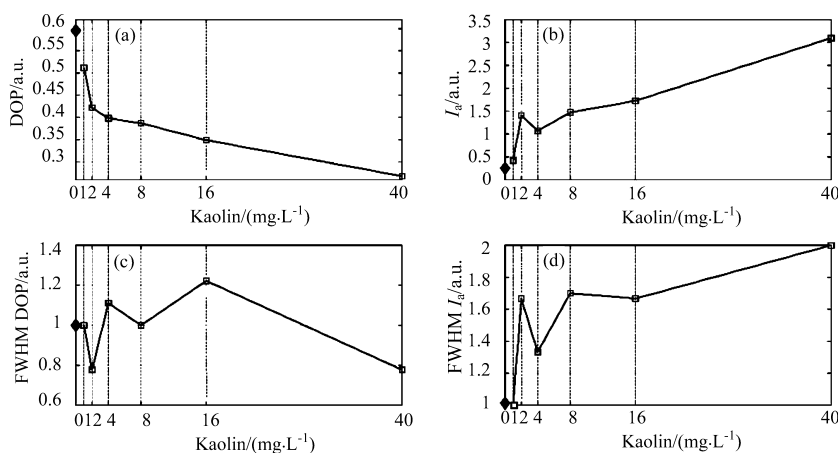 (a)
DOP/a.u.
0.6
0.55
0.5
0.45
0.4
0.35
0.3
0 1 2 4 8 16 40
Kaolin/(mg·L⁻¹)
(b)
Iₐ/a.u.
3.5
3
2.5
2
1.5
1
0.5
0
0 1 2 4 8 16 40
Kaolin/(mg·L⁻¹)
(c)
FWHM DOP/a.u.
1.4
1.2
1
0.8
0.6
0 1 2 4 8 16 40
Kaolin/(mg·L⁻¹)
(d)
FWHM Iₐ/a.u.
2
1.8
1.6
1.4
1.2
1
0 1 2 4 8 16 40
Kaolin/(mg·L⁻¹)